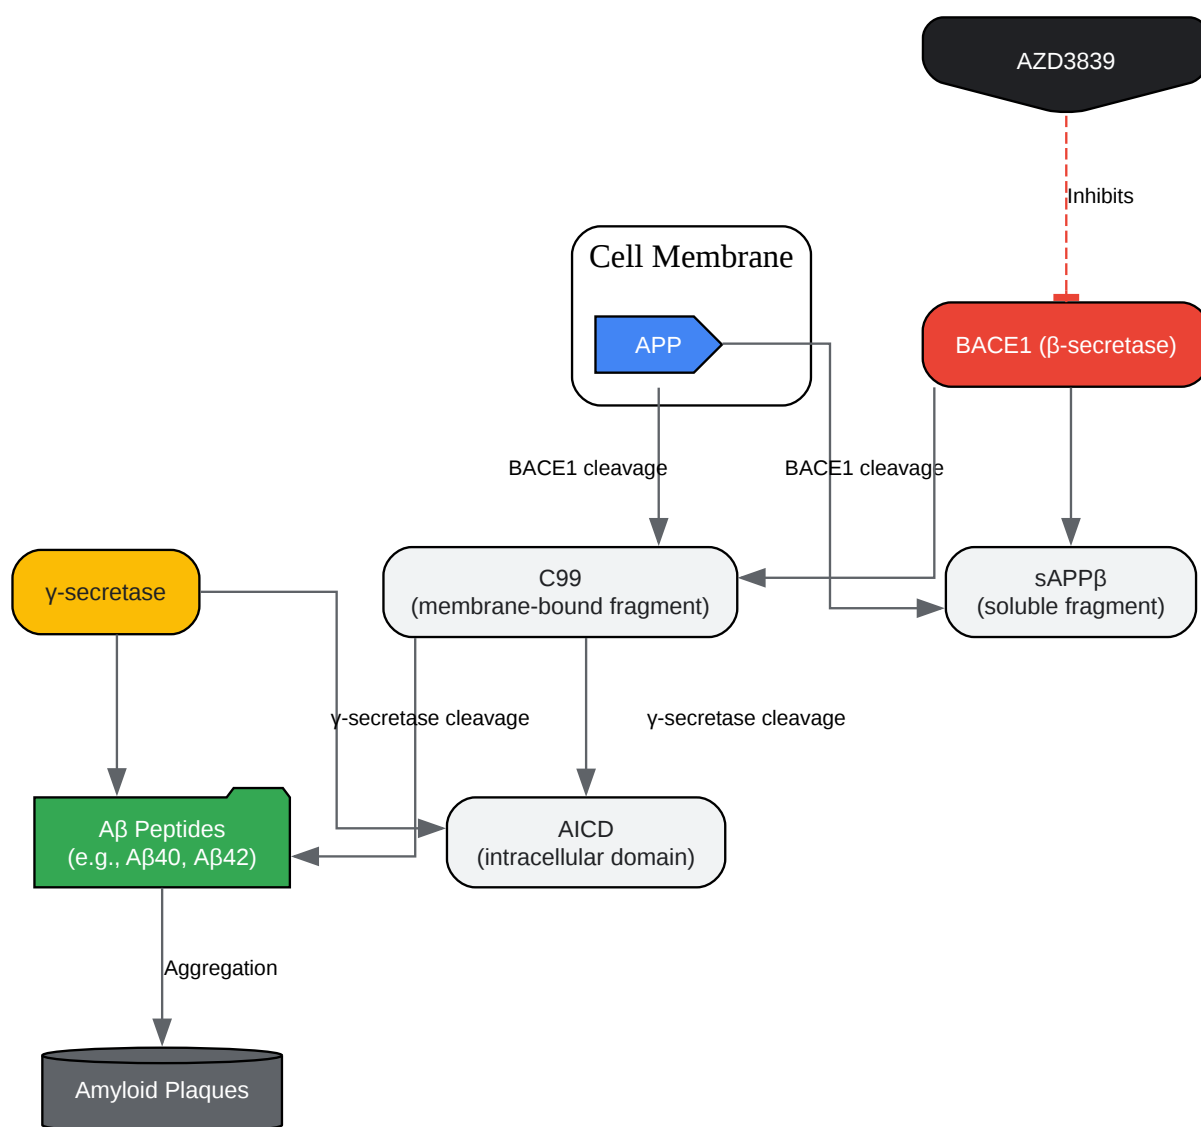 AZD3839
Inhibits
Cell Membrane
APP
BACE1 (β-secretase)
BACE1 cleavage
BACE1 cleavage
γ-secretase
C99
(membrane-bound fragment)
sAPPβ
(soluble fragment)
γ-secretase cleavage
γ-secretase cleavage
Aβ Peptides
(e.g., Aβ40, Aβ42)
AICD
(intracellular domain)
Aggregation
Amyloid Plaques